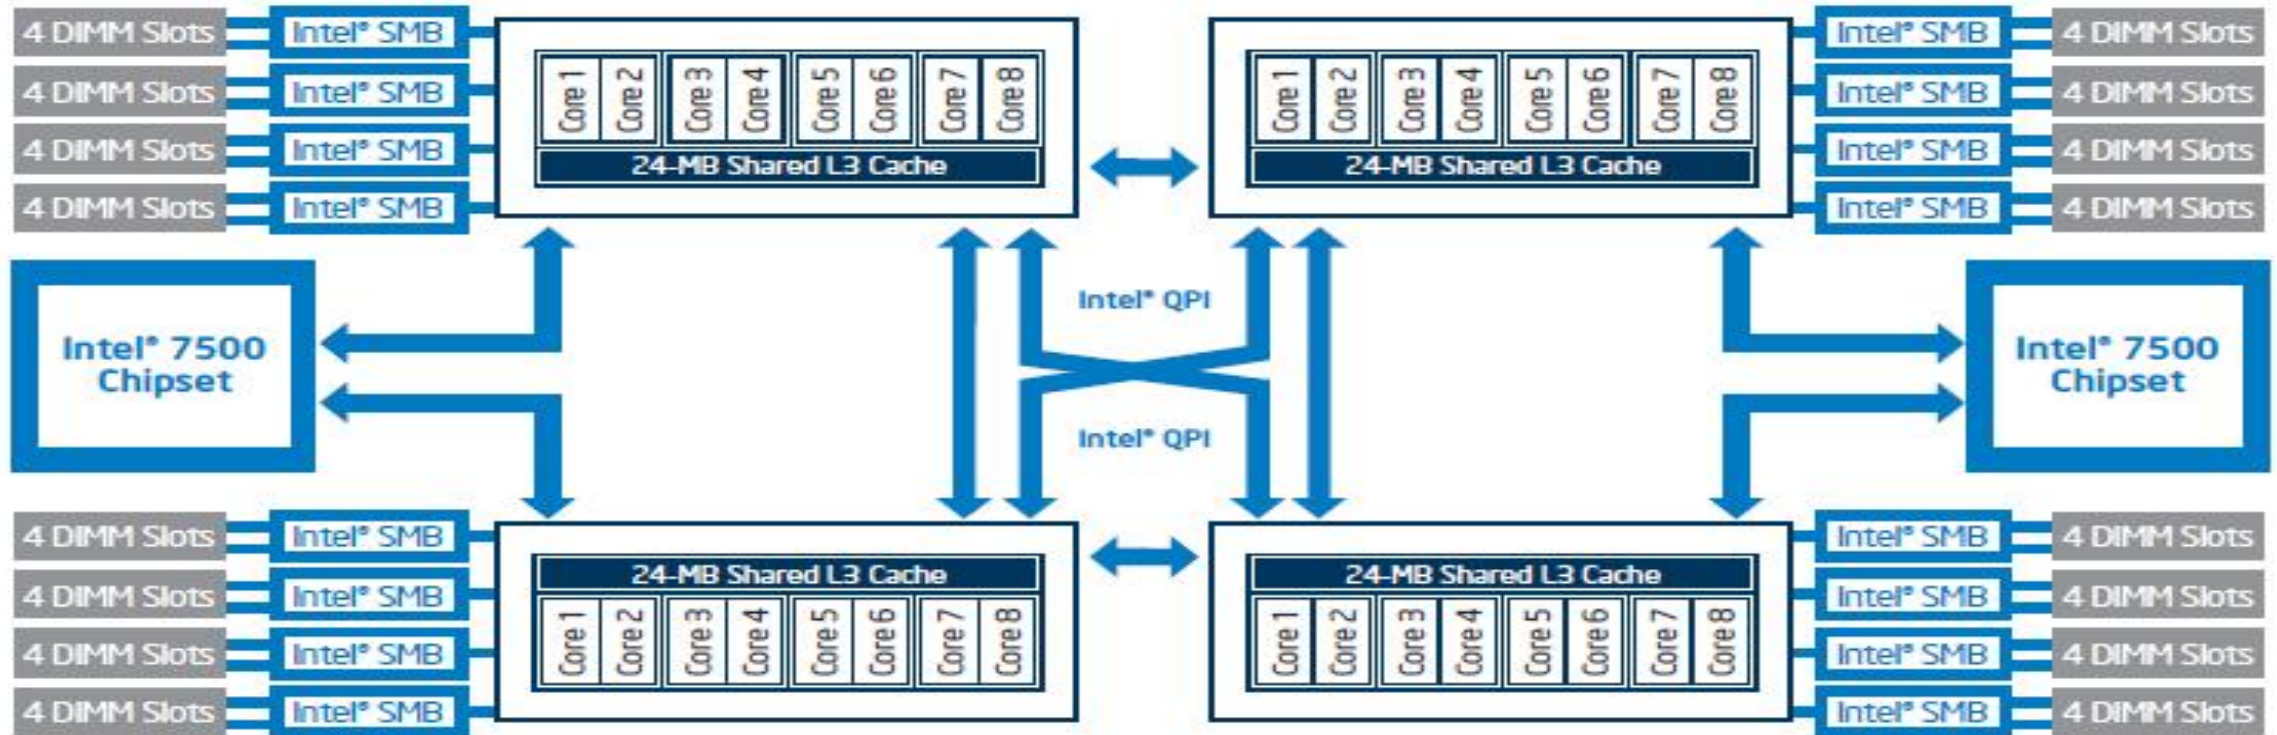 4 DIMM Slots Intel® SMB
4 DIMM Slots Intel® SMB
4 DIMM Slots Intel® SMB
4 DIMM Slots Intel® SMB
Core 1 Core 2 Core 3 Core 4 Core 5 Core 6 Core 7 Core 8
24-MB Shared L3 Cache
Core 1 Core 2 Core 3 Core 4 Core 5 Core 6 Core 7 Core 8
24-MB Shared L3 Cache
Intel® SMB 4 DIMM Slots
Intel® SMB 4 DIMM Slots
Intel® SMB 4 DIMM Slots
Intel® SMB 4 DIMM Slots
Intel® 7500
Chipset
Intel® QPI
Intel® QPI
Intel® 7500
Chipset
4 DIMM Slots Intel® SMB
4 DIMM Slots Intel® SMB
4 DIMM Slots Intel® SMB
4 DIMM Slots Intel® SMB
24-MB Shared L3 Cache
Core 1 Core 2 Core 3 Core 4 Core 5 Core 6 Core 7 Core 8
24-MB Shared L3 Cache
Core 1 Core 2 Core 3 Core 4 Core 5 Core 6 Core 7 Core 8
Intel® SMB 4 DIMM Slots
Intel® SMB 4 DIMM Slots
Intel® SMB 4 DIMM Slots
Intel® SMB 4 DIMM Slots